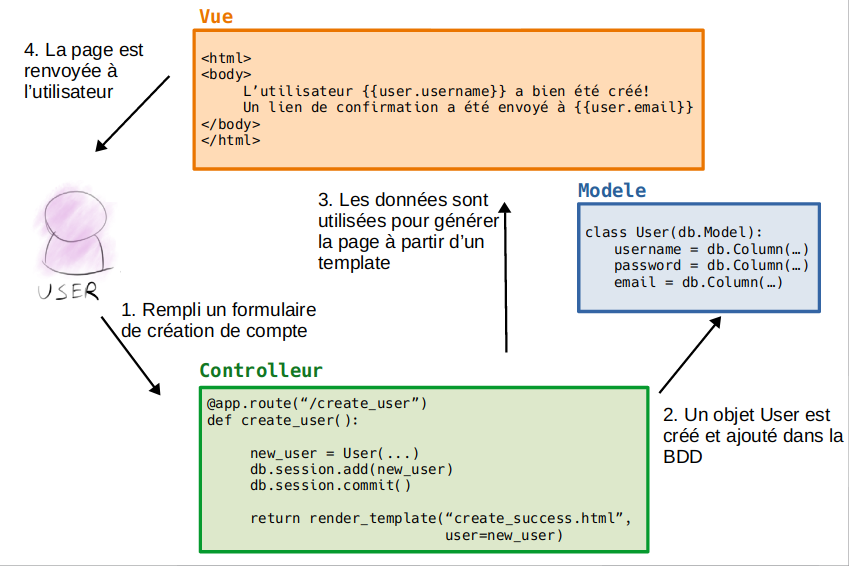 Vue
<html>
<body>
L’utilisateur {{user.username}} a bien été créé!
Un lien de confirmation a été envoyé à {{user.email}}
</body>
</html>
4. La page est
renvoyée à
l’utilisateur
USER
3. Les données sont
utilisées pour générer
la page à partir d’un
template
Modele
class User(db.Model):
username = db.Column(…)
password = db.Column(…)
email = db.Column(…)
1. Rempli un formulaire
de création de compte
Controlleur
@app.route(“/create_user”)
def create_user():
new_user = User(...)
db.session.add(new_user)
db.session.commit()
return render_template(“create_success.html”,
user=new_user)
2. Un objet User est
créé et ajouté dans la
BDD